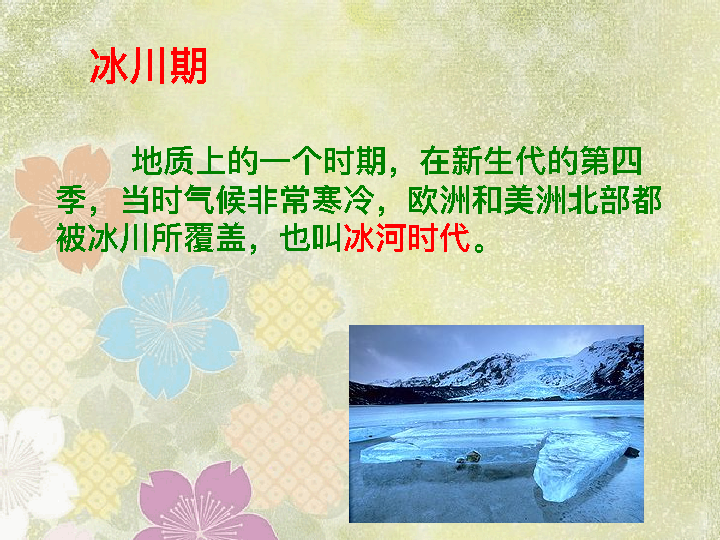 冰川期
地质上的一个时期，在新生代的第四
季，当时气候非常寒冷，欧洲和美洲北部都
被冰川所覆盖，也叫冰河时代。